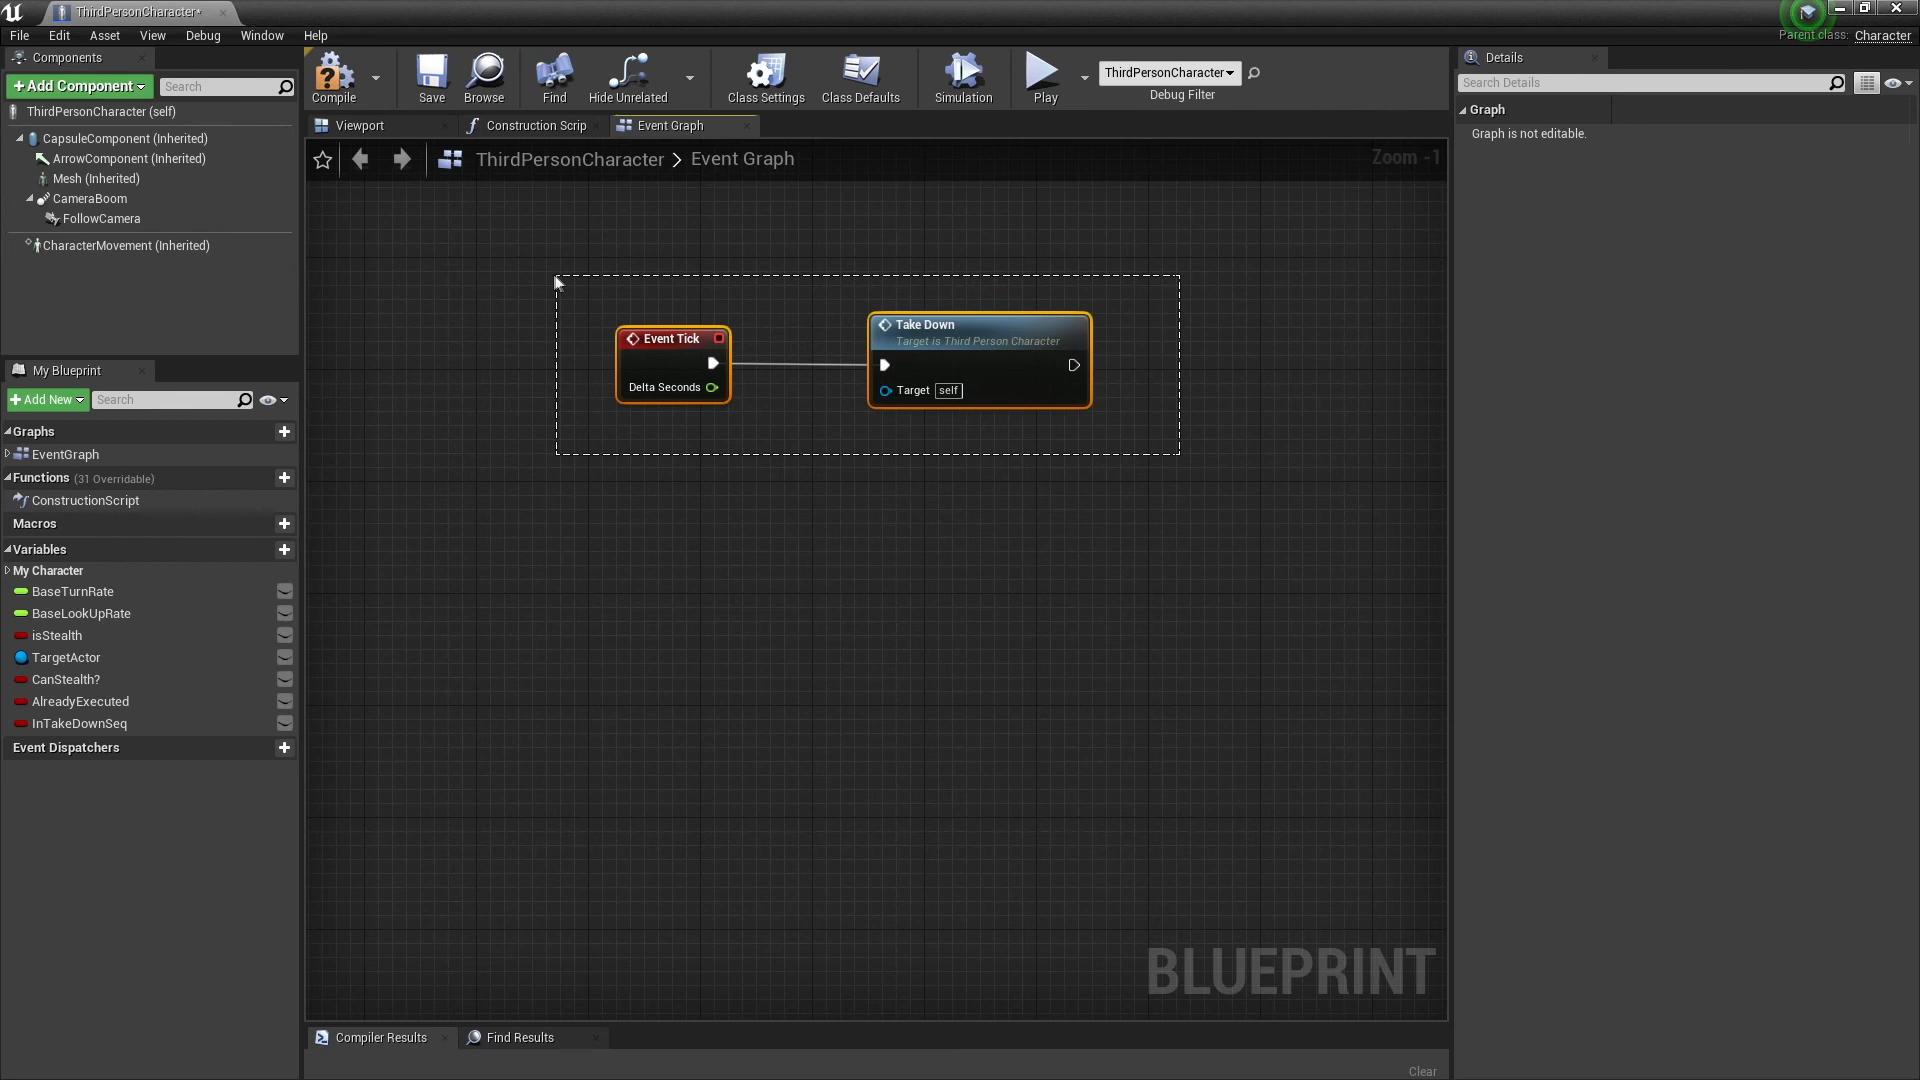 ThirdPersonCharacter*
File Edit Asset View Debug Window Help
Parent class: Character
Components
+ Add Component
Search
ThirdPersonCharacter (self)
CapsuleComponent (Inherited)
ArrowComponent (Inherited)
Mesh (Inherited)
CameraBoom
FollowCamera
CharacterMovement (Inherited)
My Blueprint
+ Add New
Search
Graphs
EventGraph
Functions (31 Overridable)
ConstructionScript
Macros
Variables
My Character
BaseTurnRate
BaseLookUpRate
isStealth
TargetActor
CanStealth?
AlreadyExecuted
InTakeDownSeq
Event Dispatchers
Compile
Save
Browse
Find
Hide Unrelated
Class Settings
Class Defaults
Simulation
Play
ThirdPersonCharacter
Debug Filter
Viewport
Construction Scrip
Event Graph
ThirdPersonCharacter > Event Graph
Zoom -1
Event Tick
Delta Seconds
Take Down
Target is Third Person Character
Target self
BLUEPRINT
Compiler Results
Find Results
Clear
Details
Search Details
Graph
Graph is not editable.